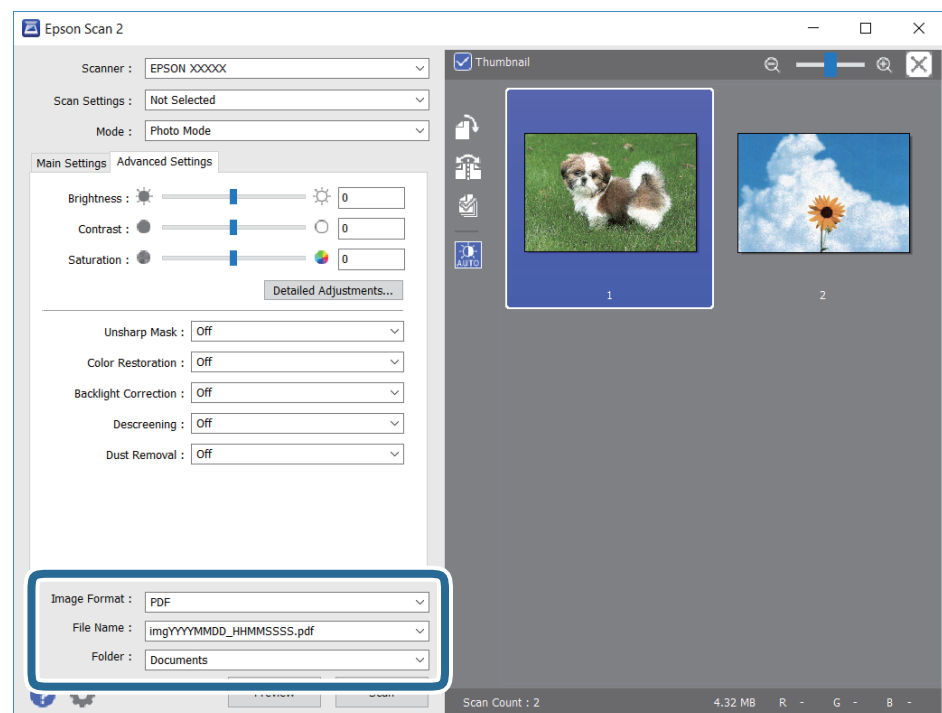 Epson Scan 2
Scanner : EPSON XXXXX
Scan Settings : Not Selected
Mode : Photo Mode
Main Settings Advanced Settings
Brightness : 0
Contrast : 0
Saturation : 0
Detailed Adjustments...
Unsharp Mask : Off
Color Restoration : Off
Backlight Correction : Off
Descreening : Off
Dust Removal : Off
Image Format : PDF
File Name : imgYYYYMMDD_HHMMSSSS.pdf
Folder : Documents
? Preview Scan
Thumbnail
AUTO
1
2
Scan Count : 2 4.32 MB R - G - B -